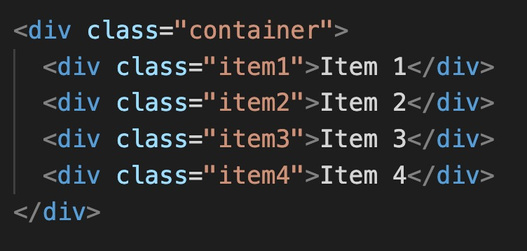 <div class="container">
  <div class="item1">Item 1</div>
  <div class="item2">Item 2</div>
  <div class="item3">Item 3</div>
  <div class="item4">Item 4</div>
</div>